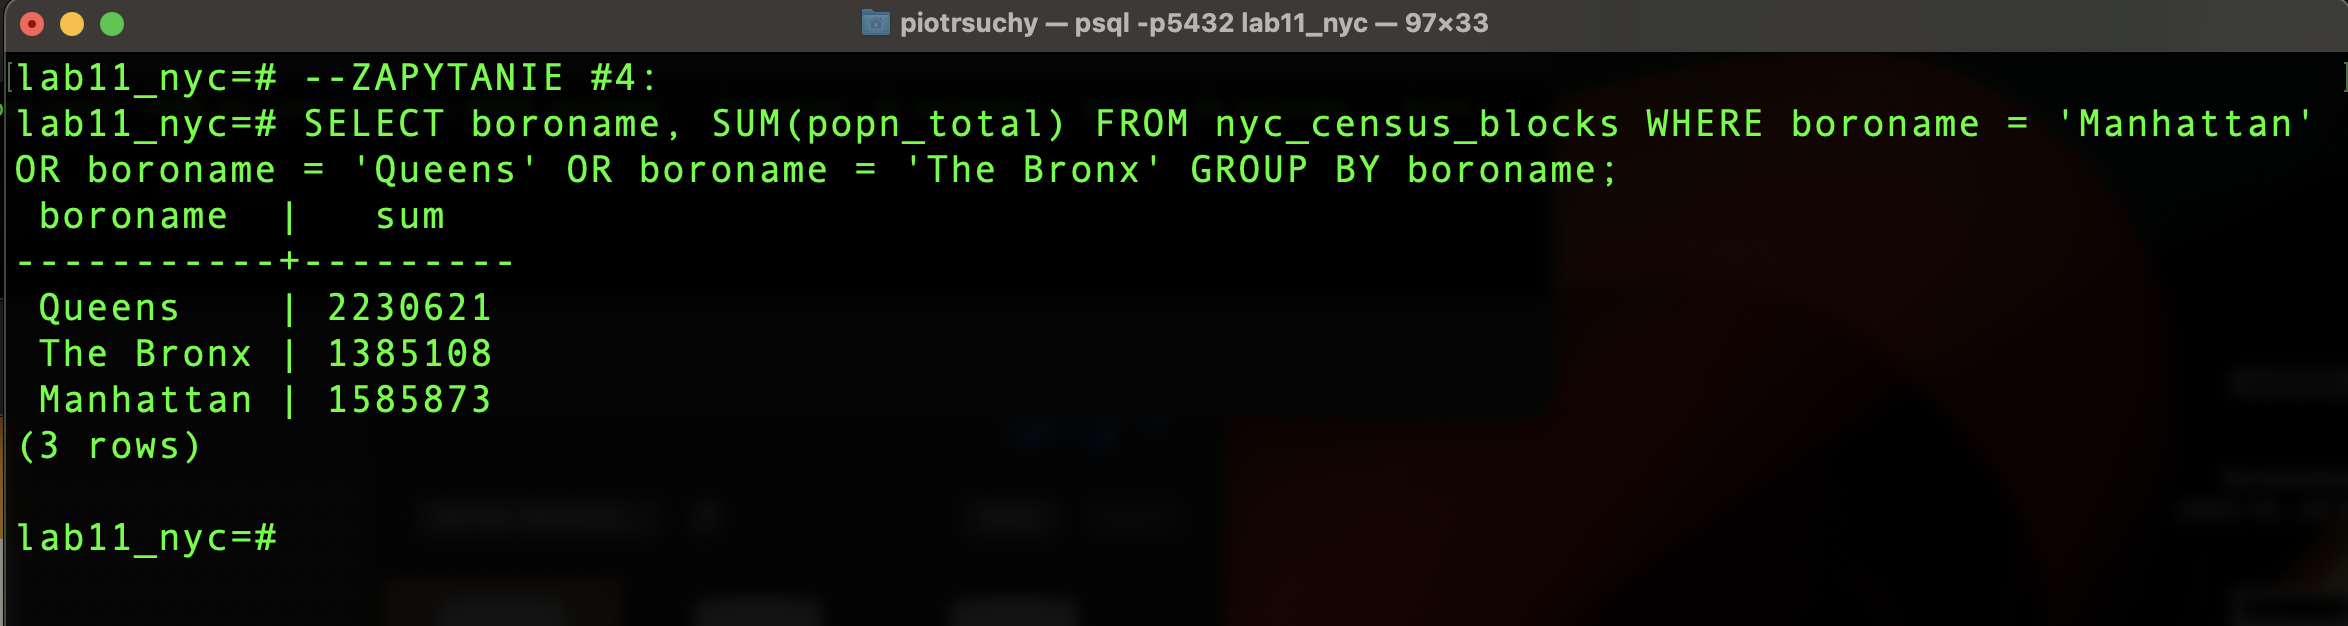 piotrsuchy — psql -p5432 lab11_nyc — 97×33
lab11_nyc=# --ZAPYTANIE #4:
lab11_nyc=# SELECT boroname, SUM(popn_total) FROM nyc_census_blocks WHERE boroname = 'Manhattan'
OR boroname = 'Queens' OR boroname = 'The Bronx' GROUP BY boroname;
 boroname  |   sum
-----------+---------
 Queens    | 2230621
 The Bronx | 1385108
 Manhattan | 1585873
(3 rows)
lab11_nyc=#